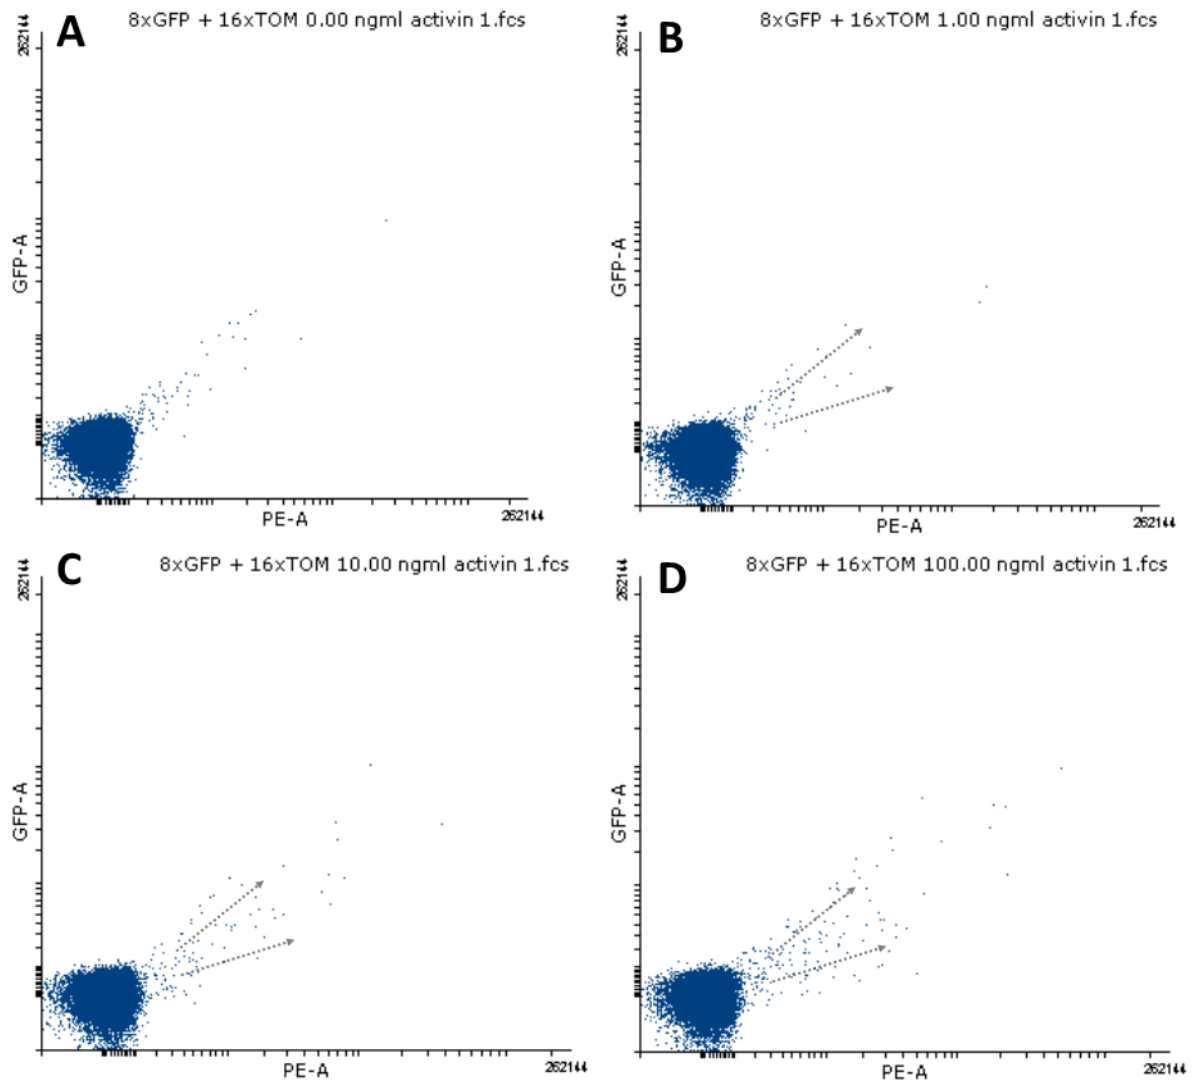 A
8xGFP + 16xTOM 0.00 ngml activin 1.fcs
262144
GFP-A
PE-A
262144
B
8xGFP + 16xTOM 1.00 ngml activin 1.fcs
262144
GFP-A
PE-A
262144
C
8xGFP + 16xTOM 10.00 ngml activin 1.fcs
262144
GFP-A
PE-A
262144
D
8xGFP + 16xTOM 100.00 ngml activin 1.fcs
262144
GFP-A
PE-A
262144